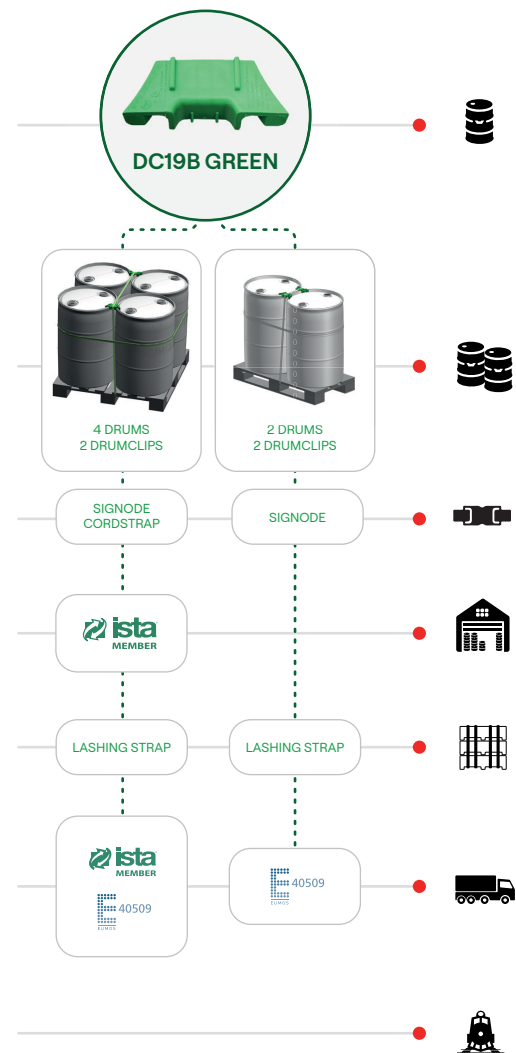 DC19B GREEN
4 DRUMS
2 DRUMCLIPS
2 DRUMS
2 DRUMCLIPS
SIGNODE
CORDSTRAP
SIGNODE
ista
MEMBER
LASHING STRAP
LASHING STRAP
ista
MEMBER
E 40509
EUMOS
E 40509
EUMOS